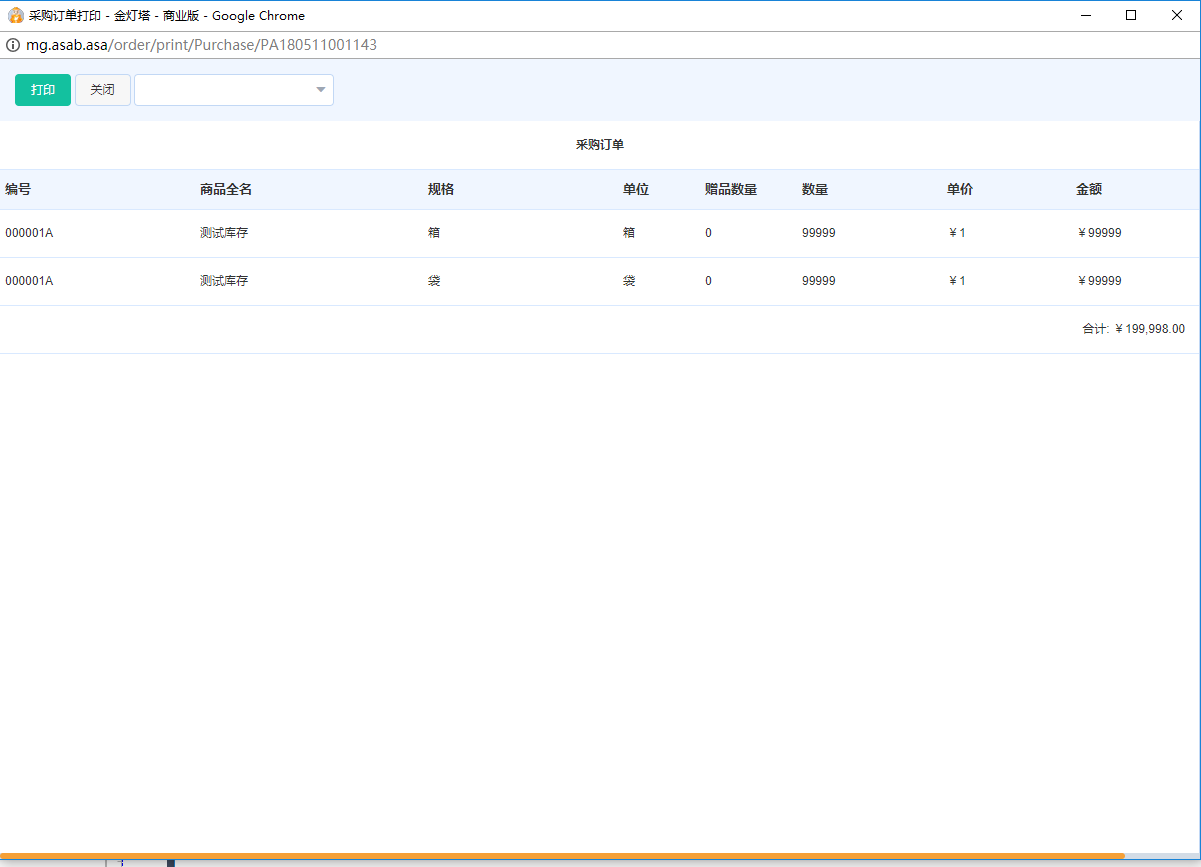 采购订单打印 - 金灯塔 - 商业版 - Google Chrome
mg.asab.asa/order/print/Purchase/PA180511001143
打印 关闭
采购订单
编号 商品全名 规格 单位 赠品数量 数量 单价 金额
000001A 测试库存 箱 箱 0 99999 ￥1 ￥99999
000001A 测试库存 袋 袋 0 99999 ￥1 ￥99999
合计: ￥199,998.00